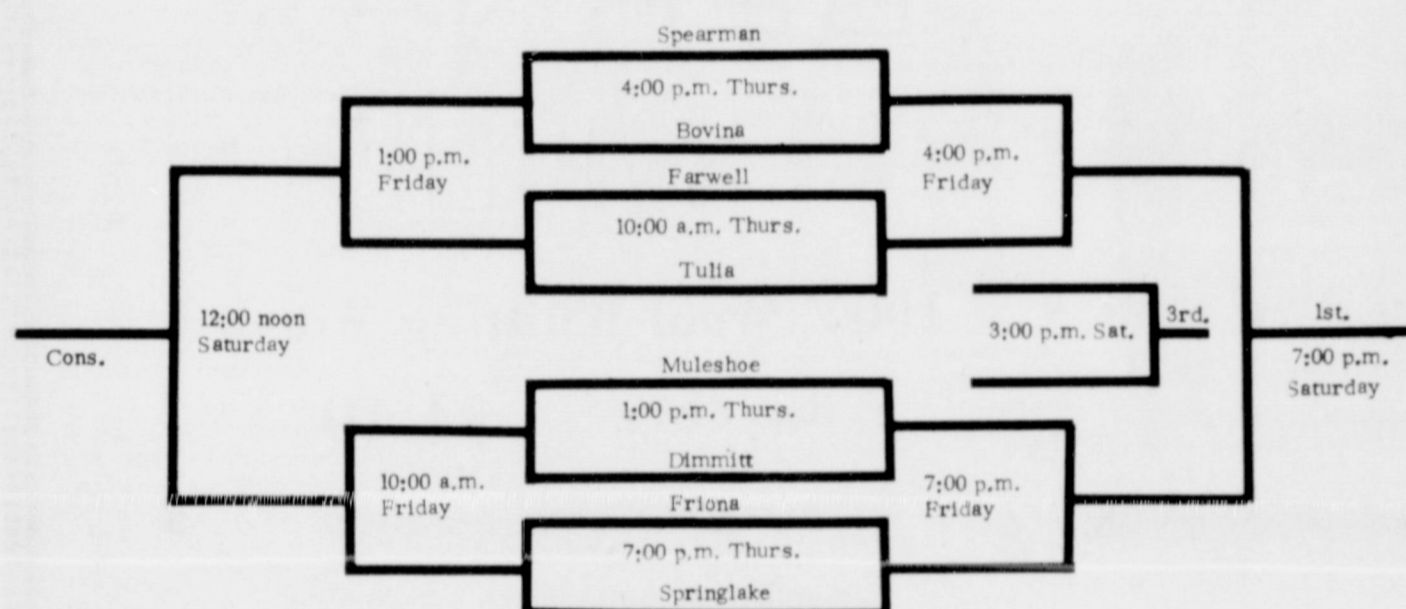 Spearman
4:00 p.m. Thurs.
Bovina
1:00 p.m.
Friday
4:00 p.m.
Friday
Farwell
10:00 a.m. Thurs.
Tulia
12:00 noon
Saturday
Cons.
3:00 p.m. Sat.
3rd.
1st.
7:00 p.m.
Saturday
Muleshoe
1:00 p.m. Thurs.
Dimmitt
10:00 a.m.
Friday
7:00 p.m.
Friday
Friona
7:00 p.m. Thurs.
Springlake